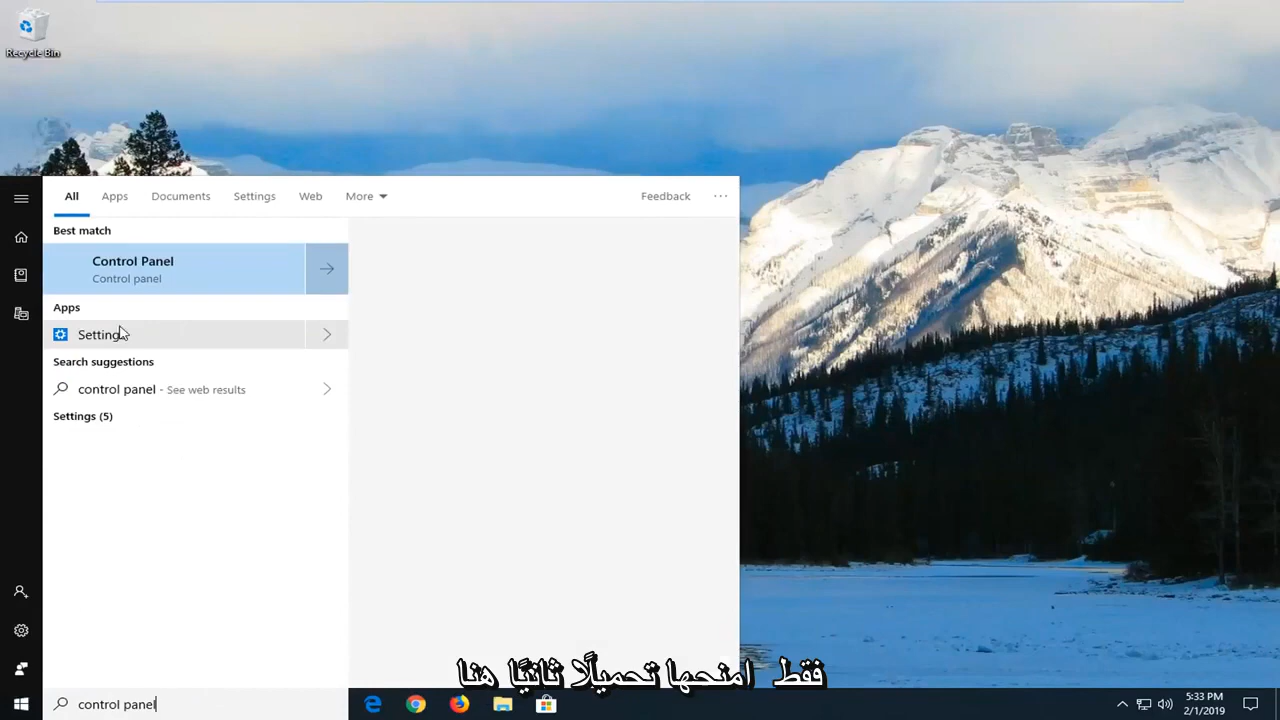 Recycle Bin
All Apps Documents Settings Web More Feedback ...
Best match
Control Panel
Control panel
Apps
Settings
Search suggestions
control panel - See web results
Settings (5)
فقط امنحها تحميلًا ثانيًا هنا
control panel
5:33 PM
2/1/2019